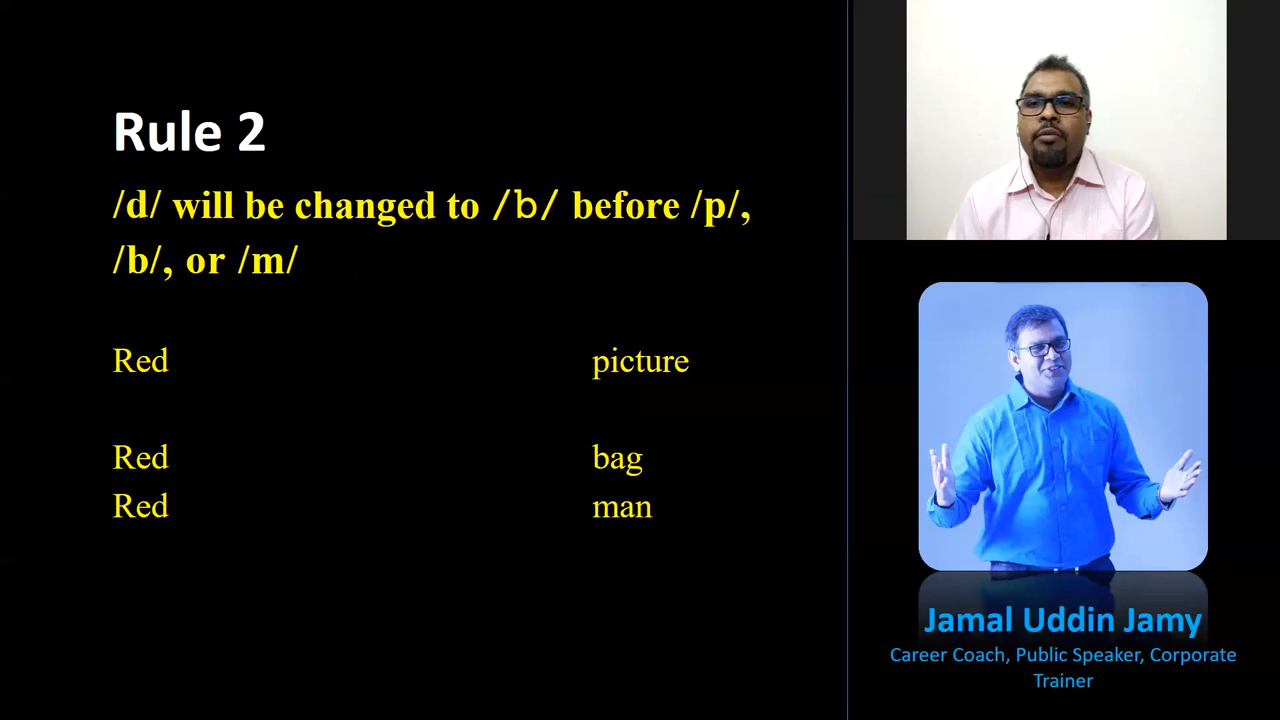 Rule 2
/d/ will be changed to /b/ before /p/,
/b/, or /m/
Red picture
Red bag
Red man
Jamal Uddin Jamy
Career Coach, Public Speaker, Corporate
Trainer